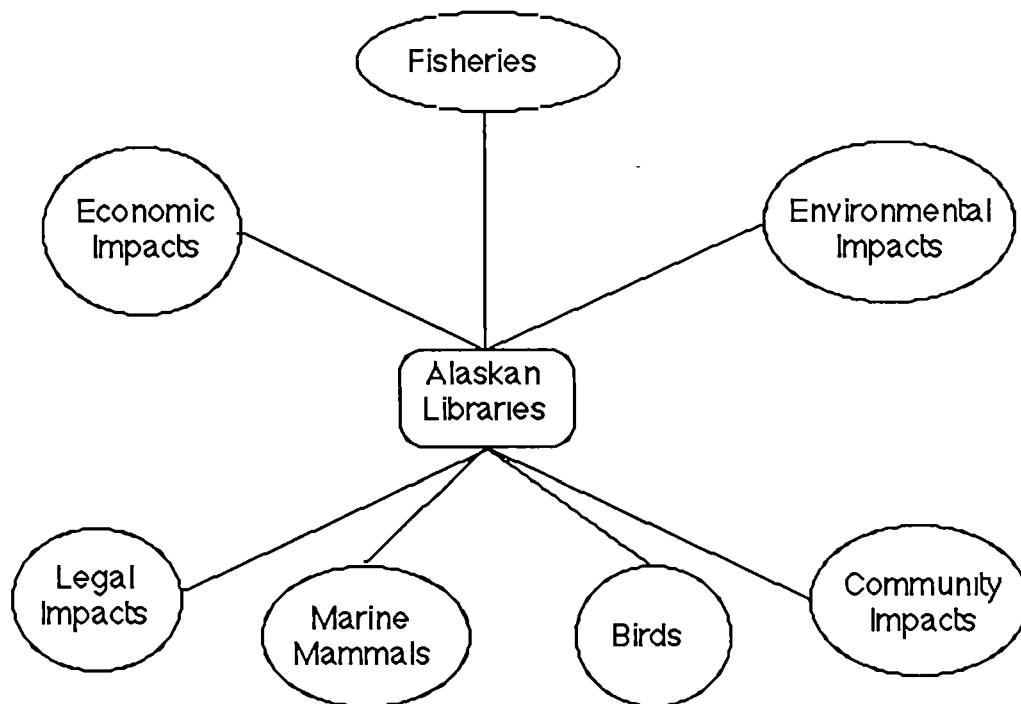 Fisheries
Economic
Impacts
Environmental
Impacts
Alaskan
Libraries
Legal
Impacts
Marine
Mammals
Birds
Community
Impacts